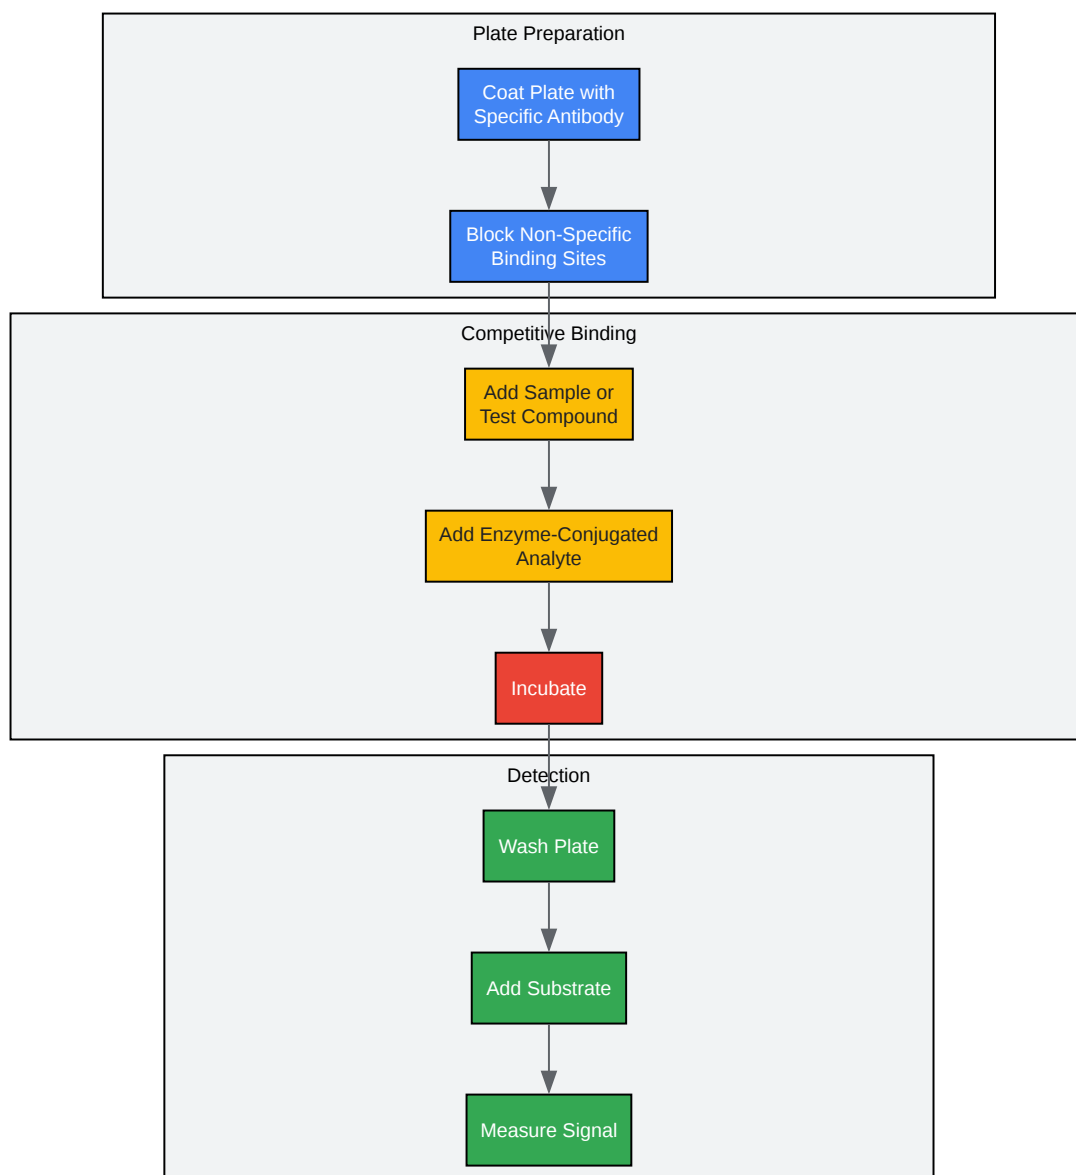 Plate Preparation
Coat Plate with
Specific Antibody
Block Non-Specific
Binding Sites
Competitive Binding
Add Sample or
Test Compound
Add Enzyme-Conjugated
Analyte
Incubate
Detection
Wash Plate
Add Substrate
Measure Signal